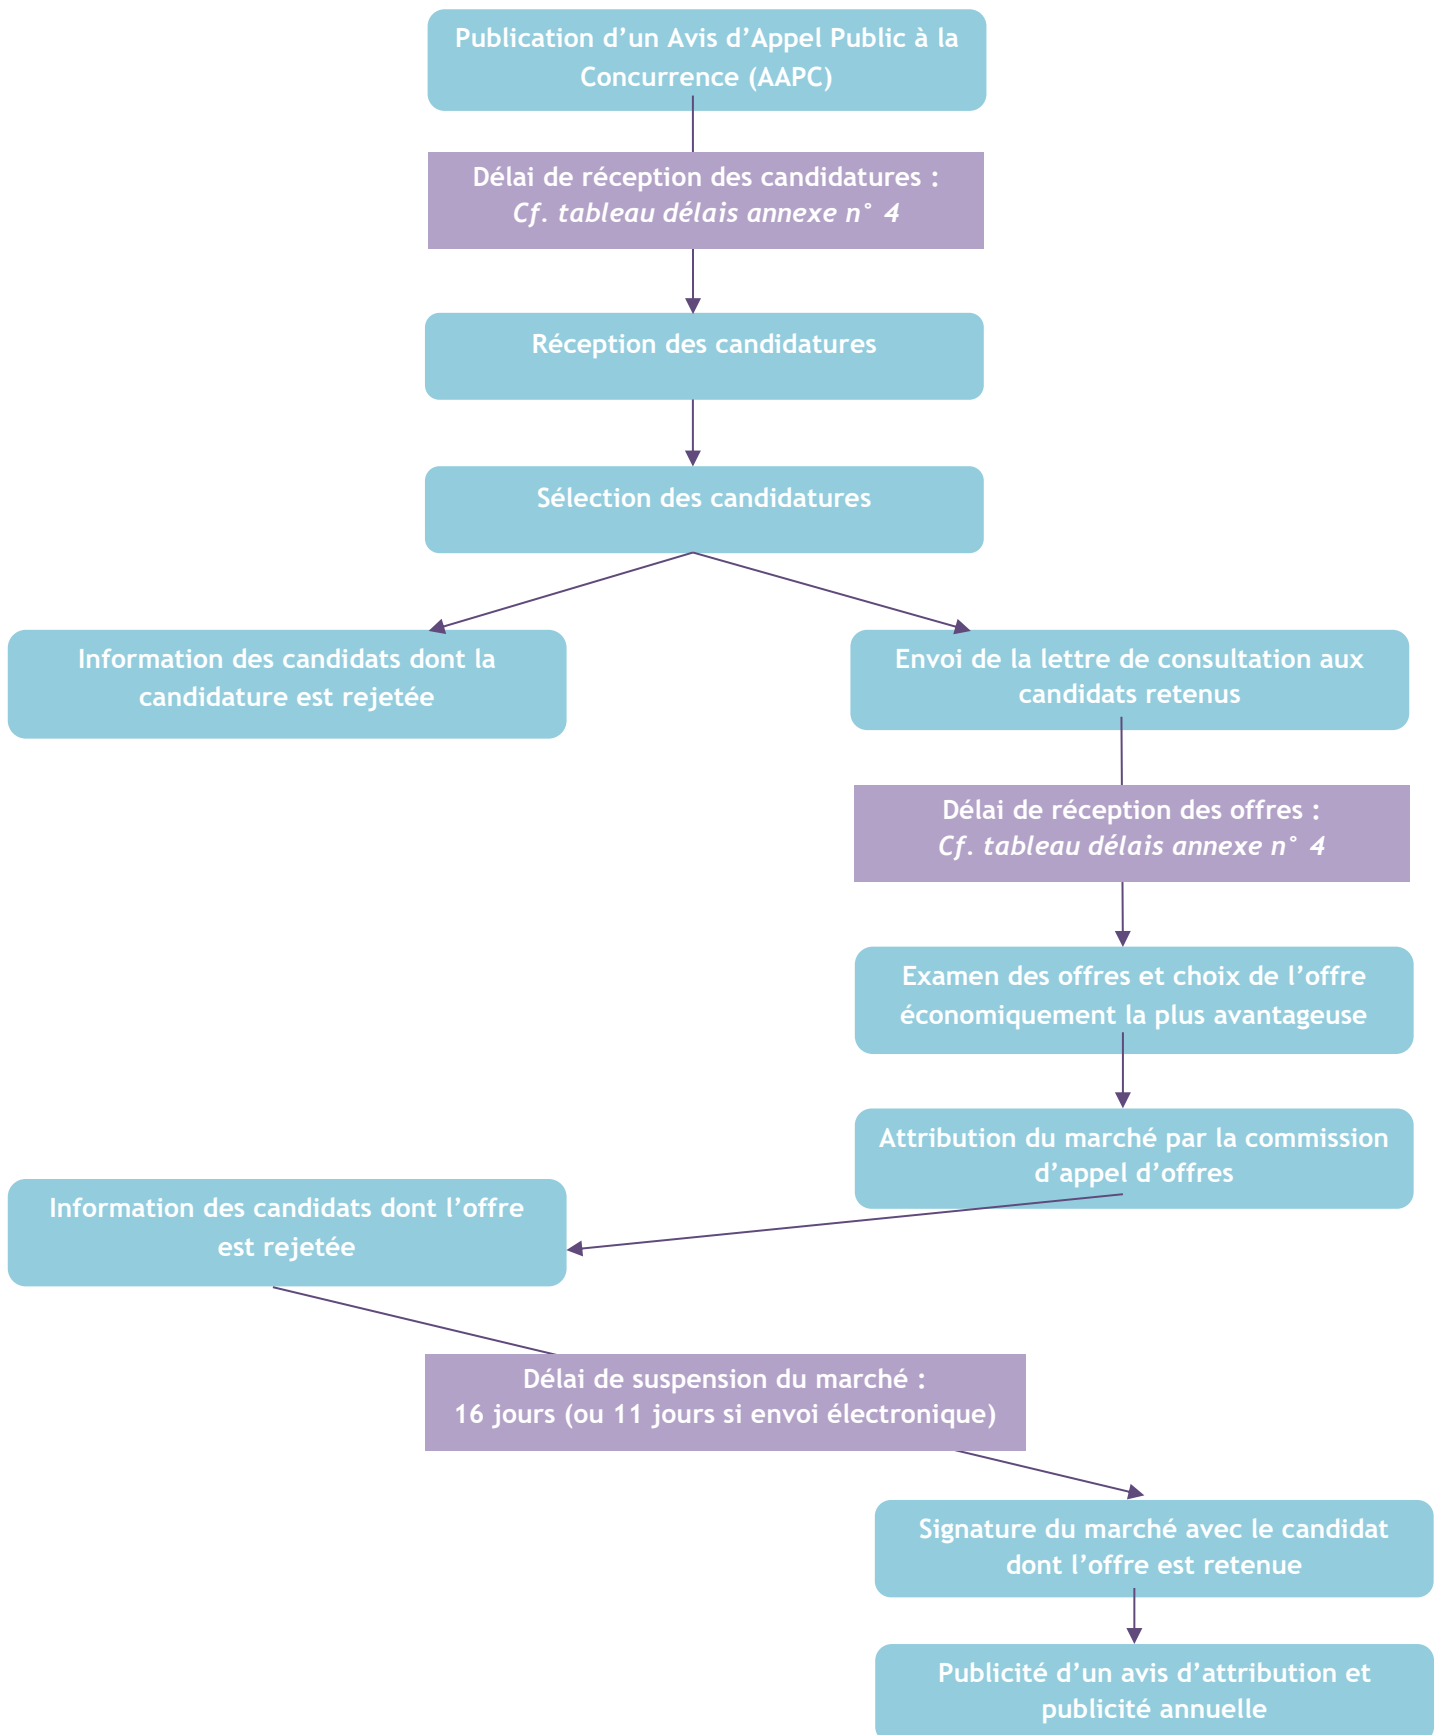 Publication d’un Avis d’Appel Public à la
Concurrence (AAPC)
Délai de réception des candidatures :
Cf. tableau délais annexe n° 4
Réception des candidatures
Sélection des candidatures
Information des candidats dont la
candidature est rejetée
Envoi de la lettre de consultation aux
candidats retenus
Délai de réception des offres :
Cf. tableau délais annexe n° 4
Examen des offres et choix de l’offre
économiquement la plus avantageuse
Attribution du marché par la commission
d’appel d’offres
Information des candidats dont l’offre
est rejetée
Délai de suspension du marché :
16 jours (ou 11 jours si envoi électronique)
Signature du marché avec le candidat
dont l’offre est retenue
Publicité d’un avis d’attribution et
publicité annuelle